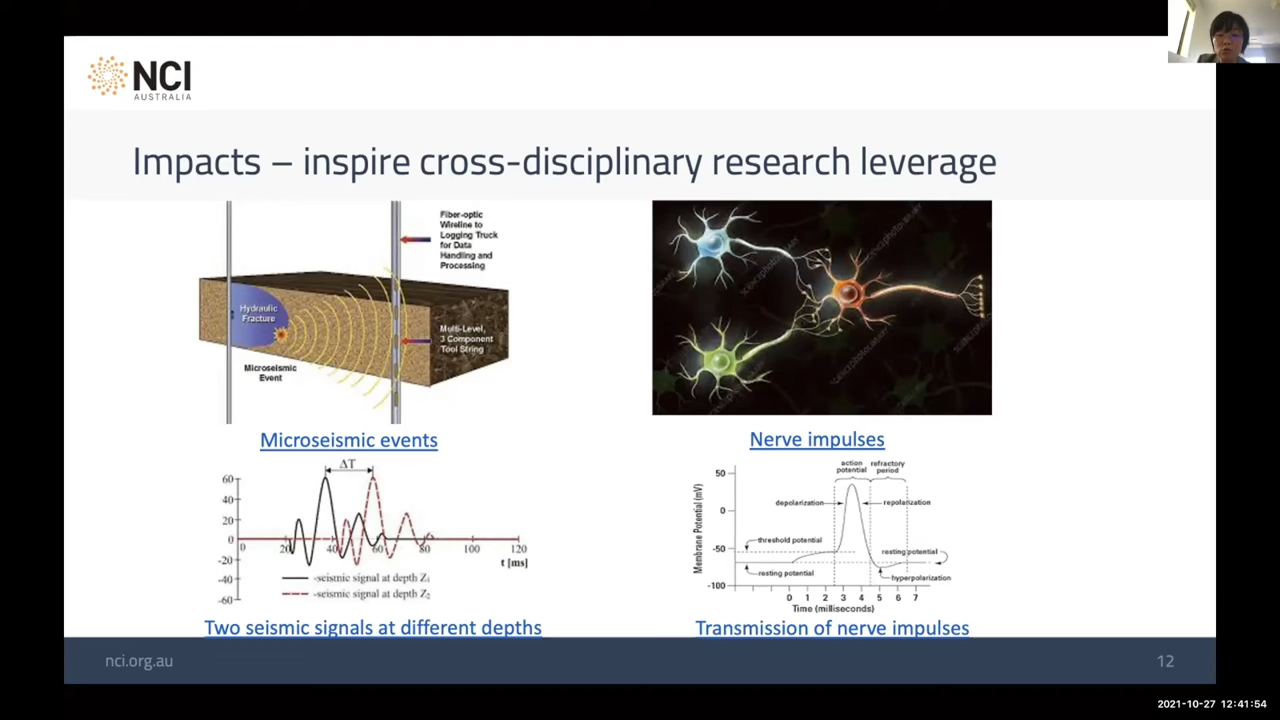 NCI
AUSTRALIA
Impacts – inspire cross-disciplinary research leverage
Fiber-optic
Wireline to
Logging Truck
for Data
Handling and
Processing
Hydraulic
Fracture
Multi-Level,
3 Component
Tool String
Microseismic
Event
Microseismic events
ΔT
60
40
20
0
-20
-40
-60
0 20 40 60 80 100 120
t [ms]
-seismic signal at depth Z₁
-seismic signal at depth Z₂
Two seismic signals at different depths
Nerve impulses
action
potential
refractory
period
50
0
-50
-100
Membrane Potential (mV)
depolarization
repolarization
threshold potential
resting potential
resting potential
hyperpolarization
0 1 2 3 4 5 6 7
Time (milliseconds)
Transmission of nerve impulses
nci.org.au
12
2021-10-27 12:41:54